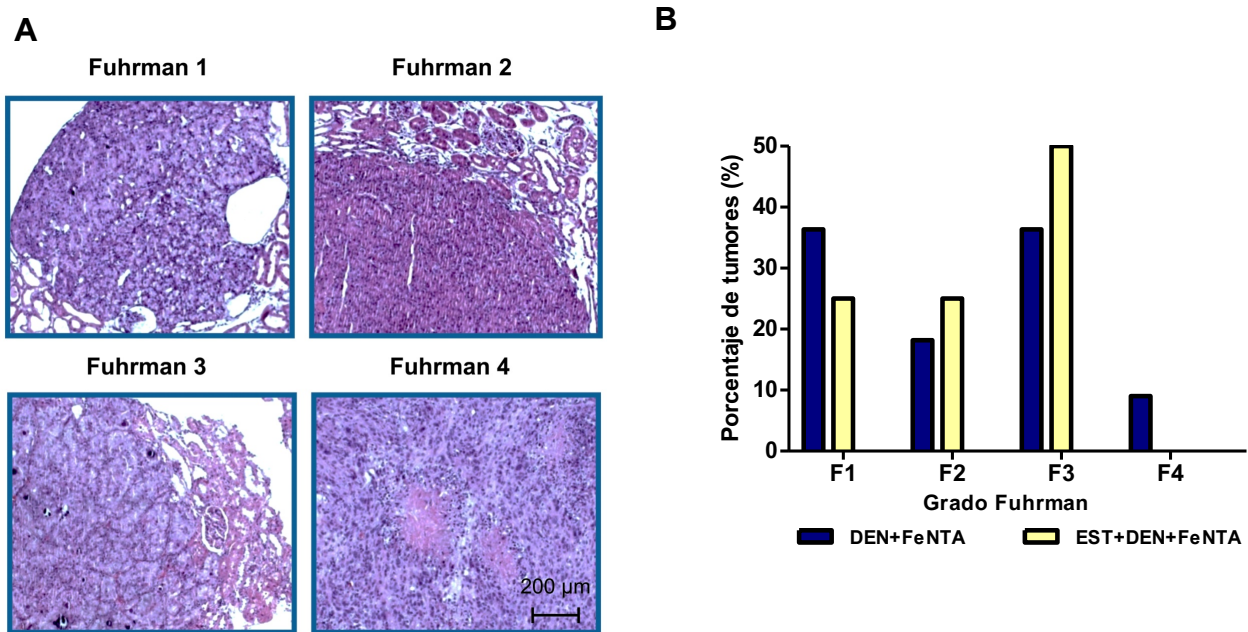 A
Fuhrman 1
Fuhrman 2
Fuhrman 3
Fuhrman 4
200 µm
B
Porcentaje de tumores (%)
50
40
30
20
10
0
F1 F2 F3 F4
Grado Fuhrman
DEN+FeNTA
EST+DEN+FeNTA